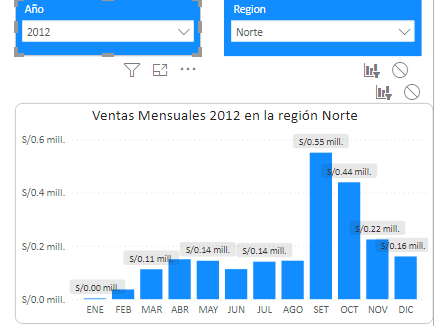 Año
Region
2012
Norte
Ventas Mensuales 2012 en la región Norte
S/0.6 mill.
S/0.4 mill.
S/0.2 mill.
S/0.0 mill.
S/0.00 mill.
S/0.11 mill.
S/0.14 mill.
S/0.14 mill.
S/0.55 mill.
S/0.44 mill.
S/0.22 mill.
S/0.16 mill.
ENE FEB MAR ABR MAY JUN JUL AGO SET OCT NOV DIC